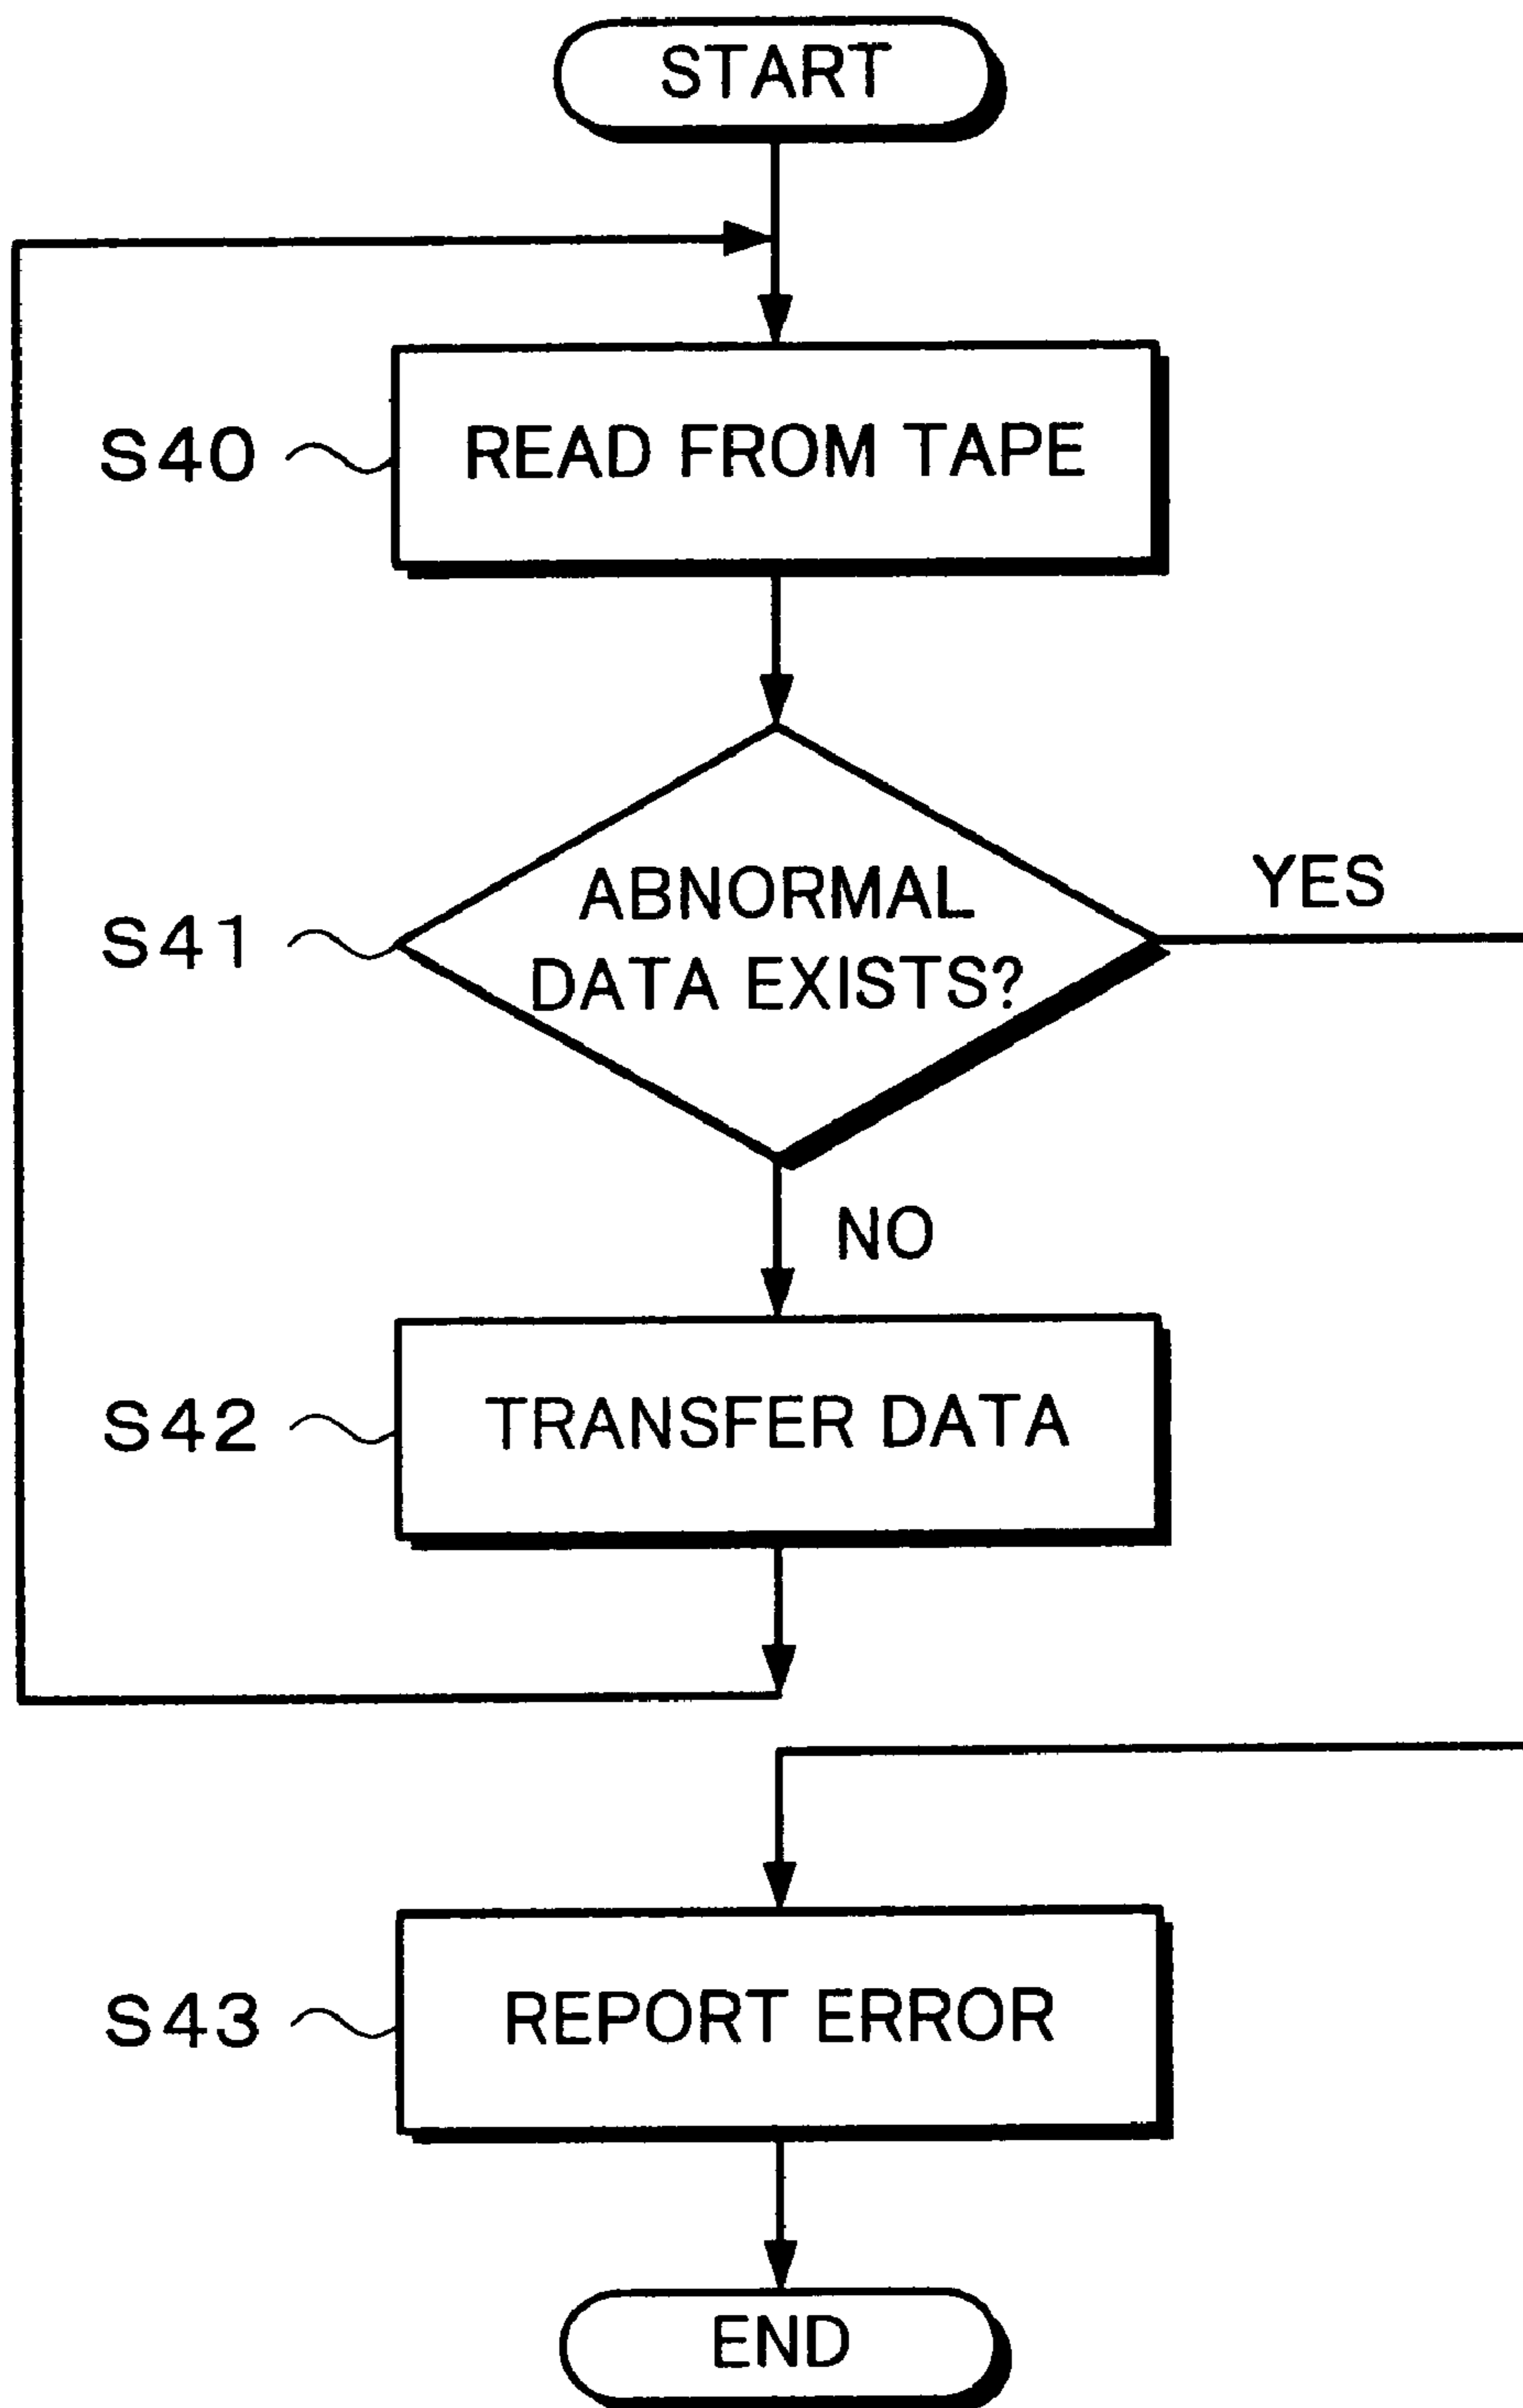 START
S40
READ FROM TAPE
S41
ABNORMAL
DATA EXISTS?
YES
NO
S42
TRANSFER DATA
S43
REPORT ERROR
END